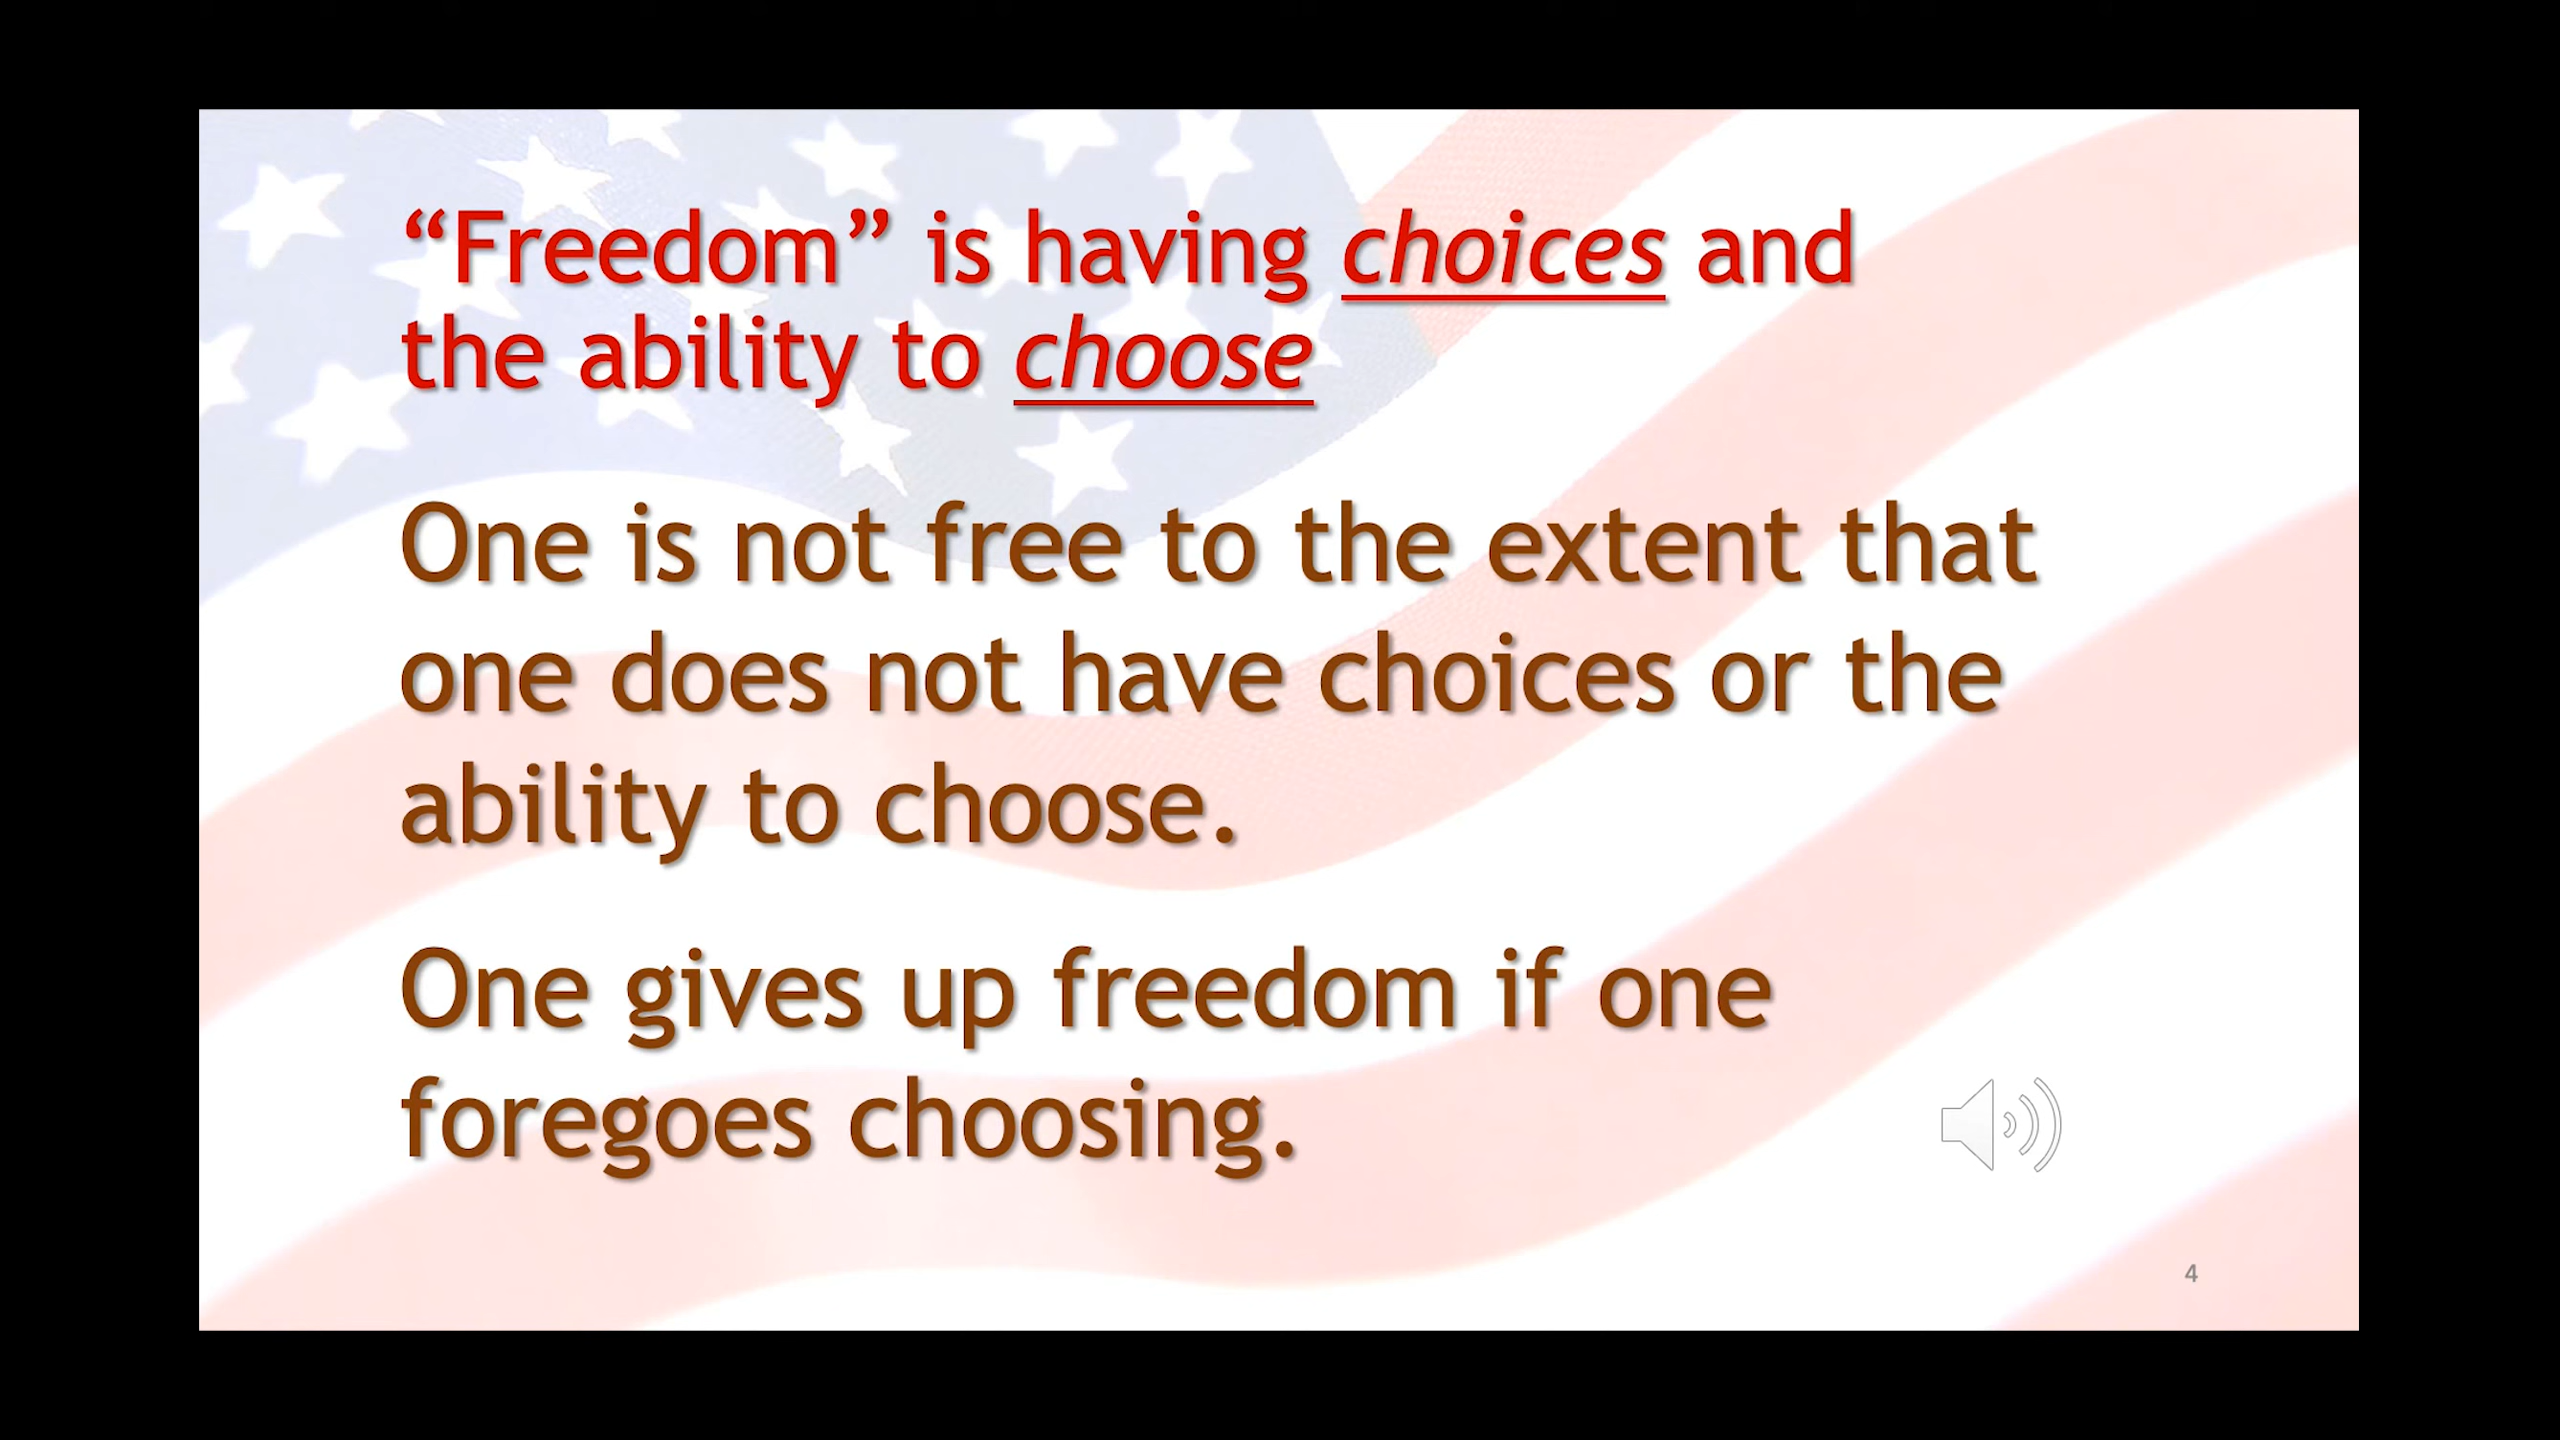 “Freedom” is having choices and
the ability to choose
One is not free to the extent that
one does not have choices or the
ability to choose.
One gives up freedom if one
foregoes choosing.
4